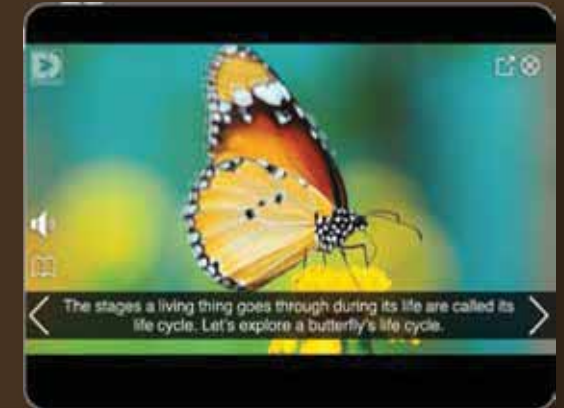 The stages a living thing goes through during its life are called its
life cycle. Let's explore a butterfly's life cycle.